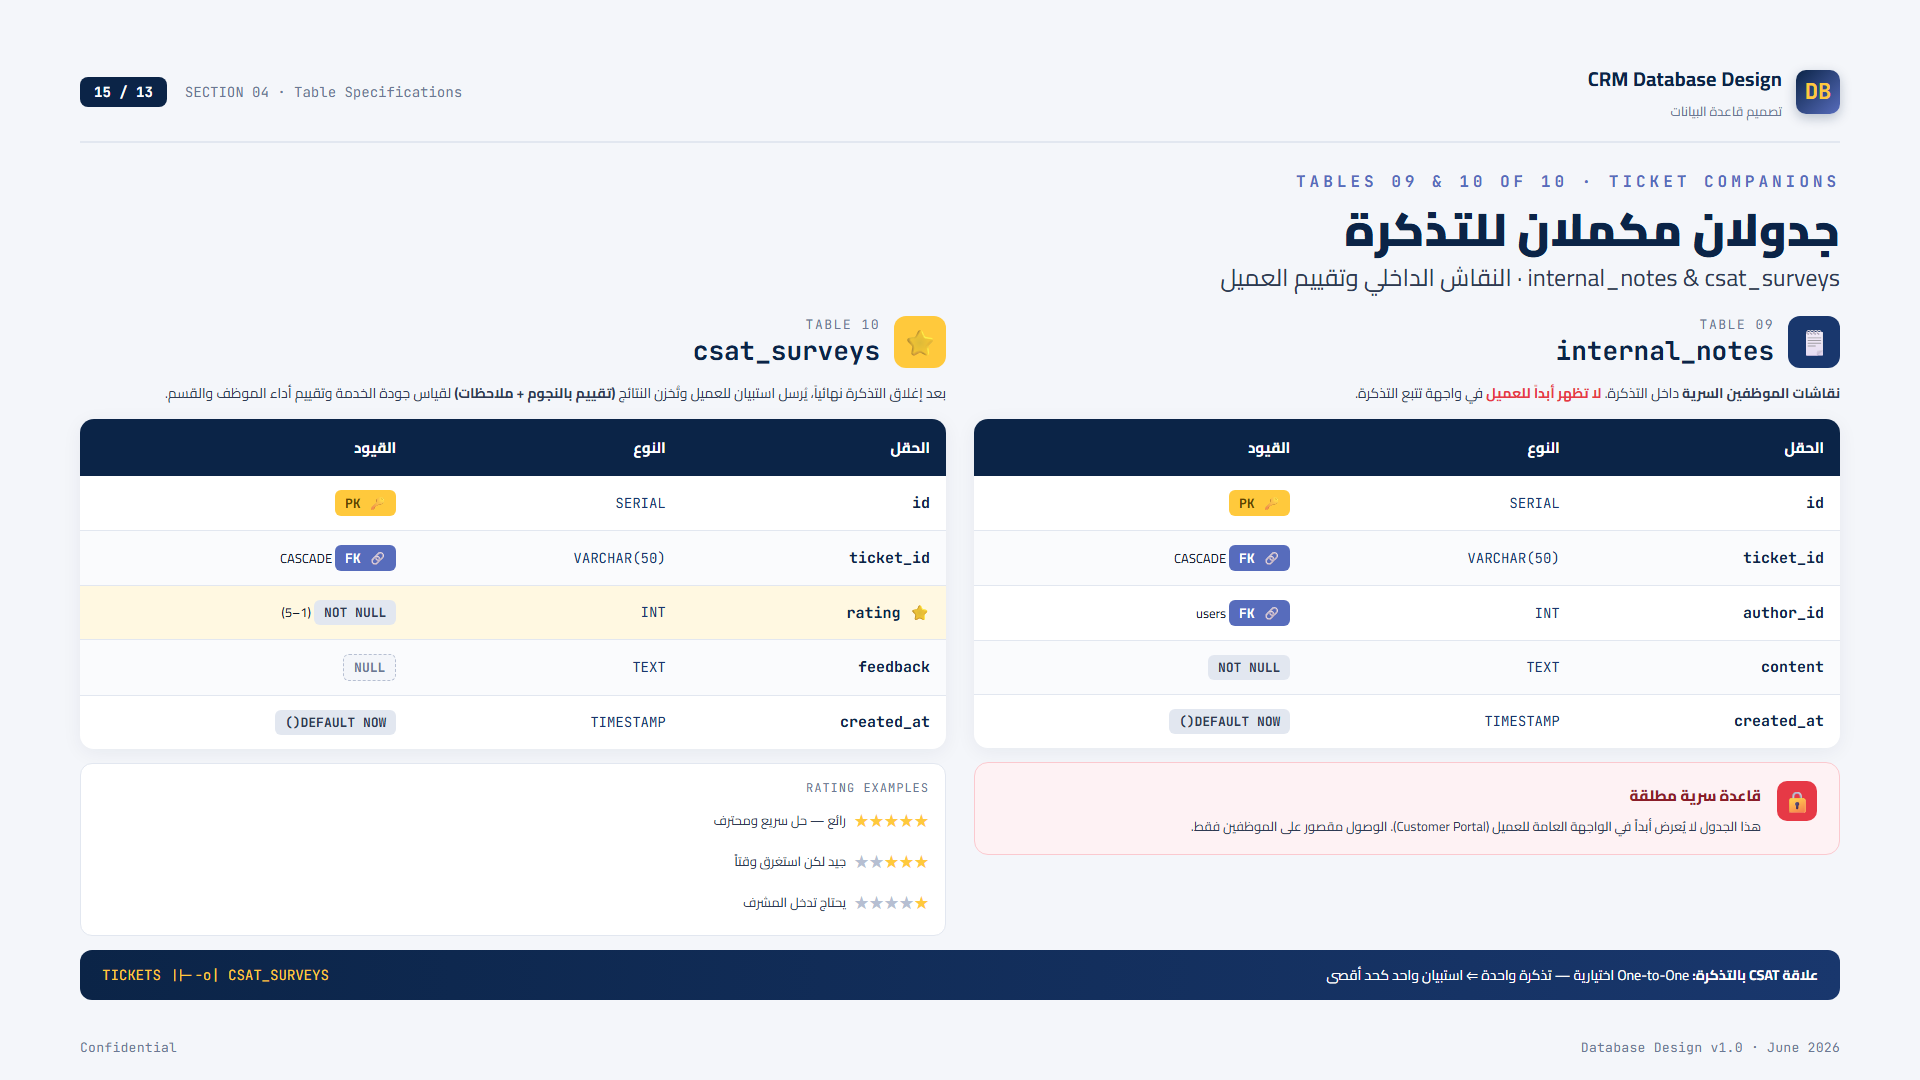 DB
CRM Database Design
تصميم قاعدة البيانات
15 / 13
SECTION 04 · Table Specifications
TABLES 09 & 10 OF 10 · TICKET COMPANIONS
جدولان مكملان للتذكرة
internal_notes & csat_surveys · النقاش الداخلي وتقييم العميل
TABLE 09
internal_notes
نقاشات الموظفين السرية داخل التذكرة. لا تظهر أبداً للعميل في واجهة تتبع التذكرة.
الحقل النوع القيود
id SERIAL 🔑 PK
ticket_id VARCHAR(50) 🔗 FK CASCADE
author_id INT 🔗 FK users
content TEXT NOT NULL
created_at TIMESTAMP ()DEFAULT NOW
قاعدة سرية مطلقة
هذا الجدول لا يُعرض أبداً في الواجهة العامة للعميل (Customer Portal). الوصول مقصور على الموظفين فقط.
TABLE 10
csat_surveys
بعد إغلاق التذكرة نهائياً، يُرسل استبيان للعميل وتُخزن النتائج (تقييم بالنجوم + ملاحظات) لقياس جودة الخدمة وتقييم أداء الموظف والقسم.
الحقل النوع القيود
id SERIAL 🔑 PK
ticket_id VARCHAR(50) 🔗 FK CASCADE
⭐ rating INT NOT NULL (1–5)
feedback TEXT NULL
created_at TIMESTAMP ()DEFAULT NOW
RATING EXAMPLES
★★★★★ رائع — حل سريع ومحترف
★★★★★ جيد لكن استغرق وقتاً
★★★★★ يحتاج تدخل المشرف
علاقة CSAT بالتذكرة: One-to-One اختيارية — تذكرة واحدة ⇐ استبيان واحد كحد أقصى
TICKETS ||--o| CSAT_SURVEYS
Database Design v1.0 · June 2026
Confidential